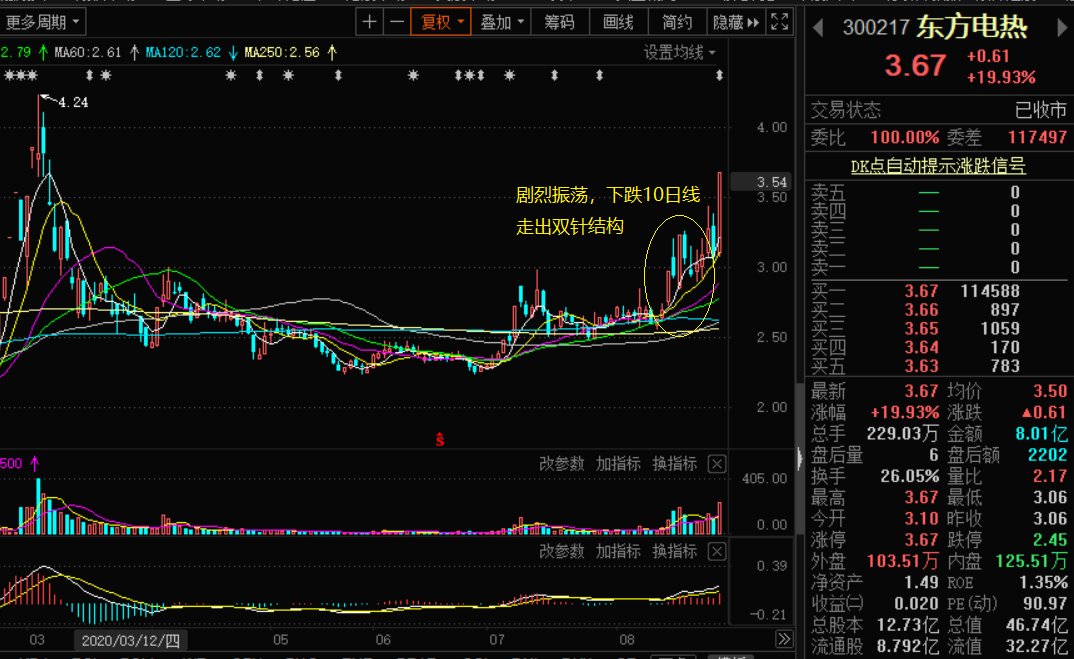 更多周期
复权 叠加 筹码 画线 简约 隐藏
300217 东方电热
2.79 MA60:2.61 MA120:2.62 MA250:2.56
设置均线
3.67 +0.61
+19.93%
4.24
4.00
3.54
3.50
3.00
2.50
2.00
剧烈振荡，下跌10日线
走出双针结构
S
500
改参数 加指标 换指标
405.00
0.00
改参数 加指标 换指标
0.39
-0.21
03 2020/03/12/四 05 06 07 08
交易状态 已收市
委比 100.00% 委差 117497
DK点自动提示涨跌信号
卖五 — 0
卖四 — 0
卖三 — 0
卖二 — 0
卖一 — 0
买一 3.67 114588
买二 3.66 897
买三 3.65 1059
买四 3.64 170
买五 3.63 783
最新 3.67 均价 3.50
涨幅 +19.93% 涨跌 ▲0.61
总手 229.03万 金额 8.01亿
盘后量 6 盘后额 2202
换手 26.05% 量比 2.17
最高 3.67 最低 3.06
今开 3.10 昨收 3.06
涨停 3.67 跌停 2.45
外盘 103.51万 内盘 125.51万
净资产 1.49 ROE 1.35%
收益㈡ 0.020 PE(动) 90.97
总股本 12.73亿 总值 46.74亿
流通股 8.792亿 流值 32.27亿